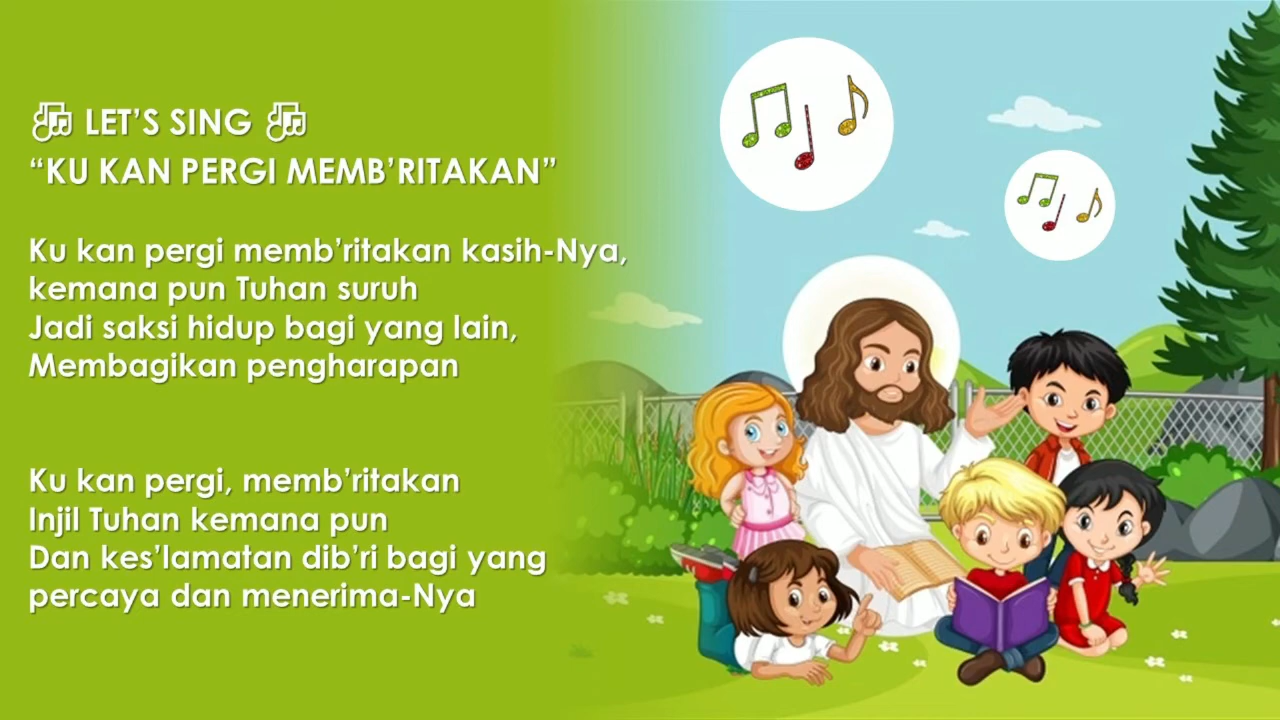 LET’S SING
“KU KAN PERGI MEMB’RITAKAN”
Ku kan pergi memb’ritakan kasih-Nya,
kemana pun Tuhan suruh
Jadi saksi hidup bagi yang lain,
Membagikan pengharapan
Ku kan pergi, memb’ritakan
Injil Tuhan kemana pun
Dan kes’lamatan dib’ri bagi yang
percaya dan menerima-Nya